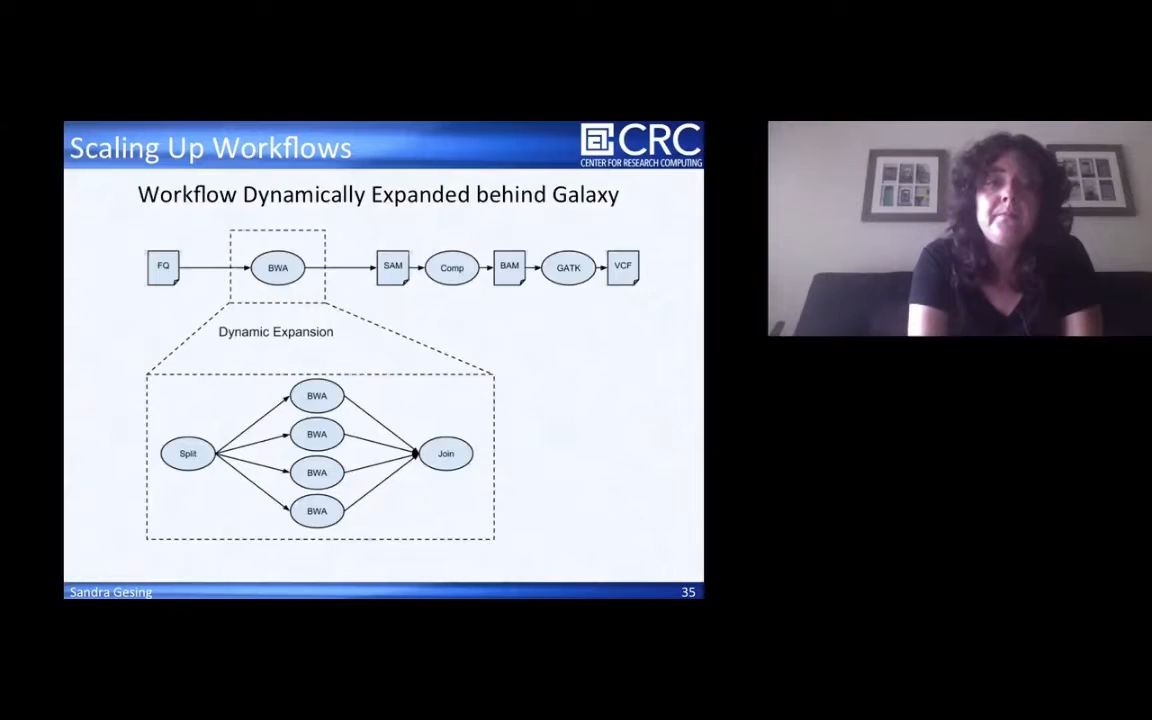 Scaling Up Workflows
CRC
CENTER FOR RESEARCH COMPUTING
Workflow Dynamically Expanded behind Galaxy
FQ
BWA
SAM
Comp
BAM
GATK
VCF
Dynamic Expansion
Split
BWA
BWA
BWA
BWA
Join
Sandra Gesing
35